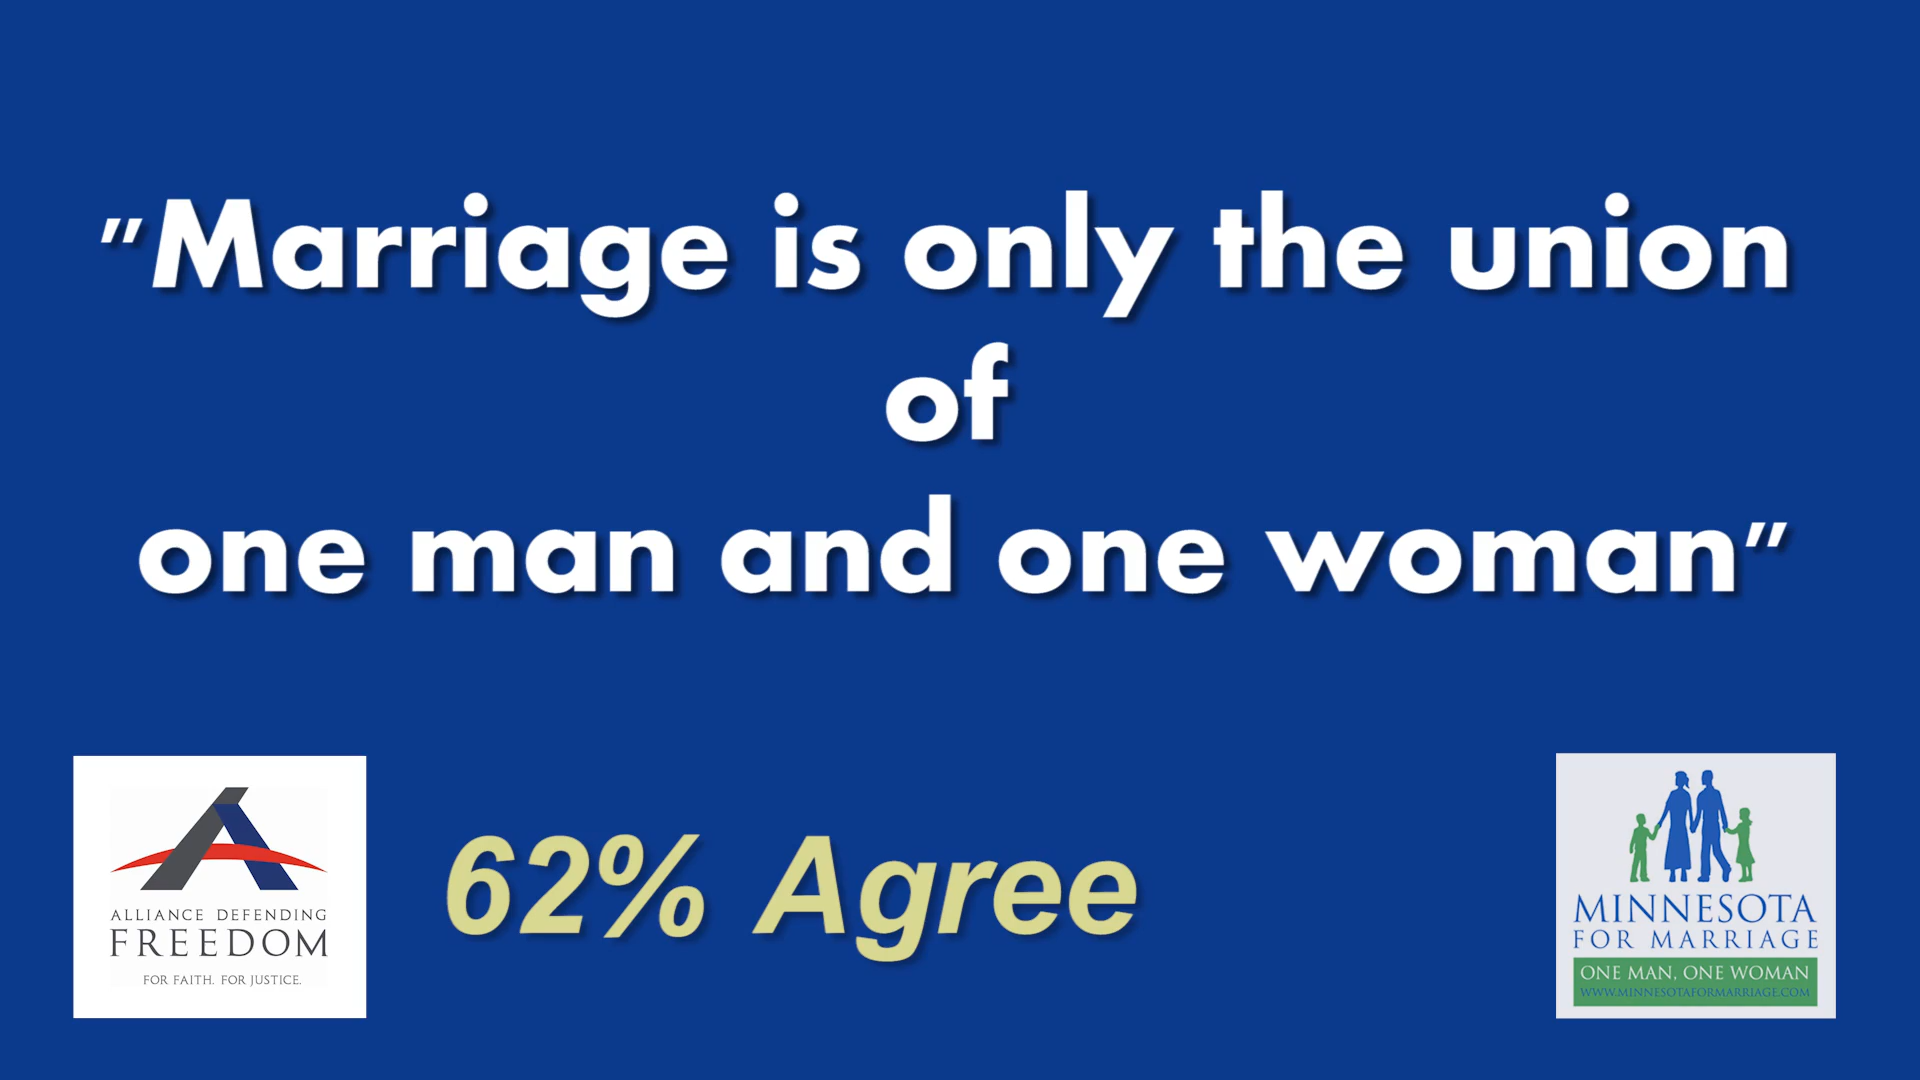 "Marriage is only the union
of
one man and one woman"
62% Agree
ALLIANCE DEFENDING
FREEDOM
FOR FAITH. FOR JUSTICE.
MINNESOTA
FOR MARRIAGE
ONE MAN, ONE WOMAN
WWW.MINNESOTAFORMARRIAGE.COM